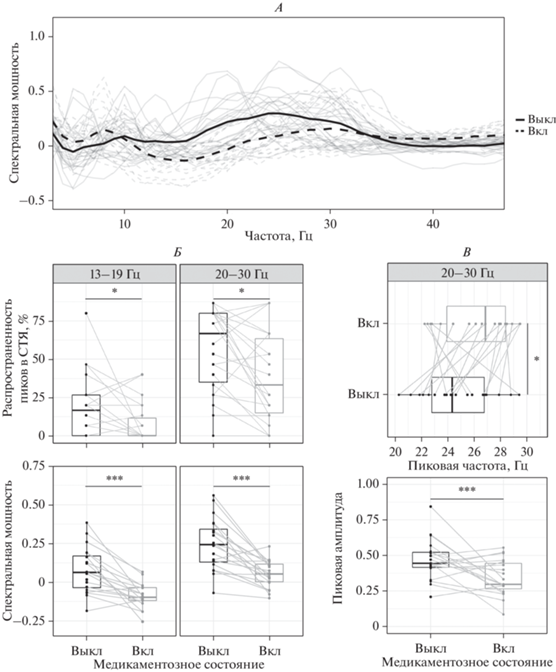 А
Спектральная мощность
1.0
0.5
0
−0.5
10
20
30
40
Частота, Гц
Выкл
Вкл
Б
13−19 Гц
20−30 Гц
Распространенность
пиков в СТЯ, %
75
50
25
0
*
*
Спектральная мощность
0.75
0.50
0.25
0
−0.25
***
***
Выкл
Вкл
Выкл
Вкл
Медикаментозное состояние
В
20−30 Гц
Вкл
Выкл
*
20
22
24
26
28
30
Пиковая частота, Гц
Пиковая амплитуда
1.00
0.75
0.50
0.25
0
***
Выкл
Вкл
Медикаментозное состояние